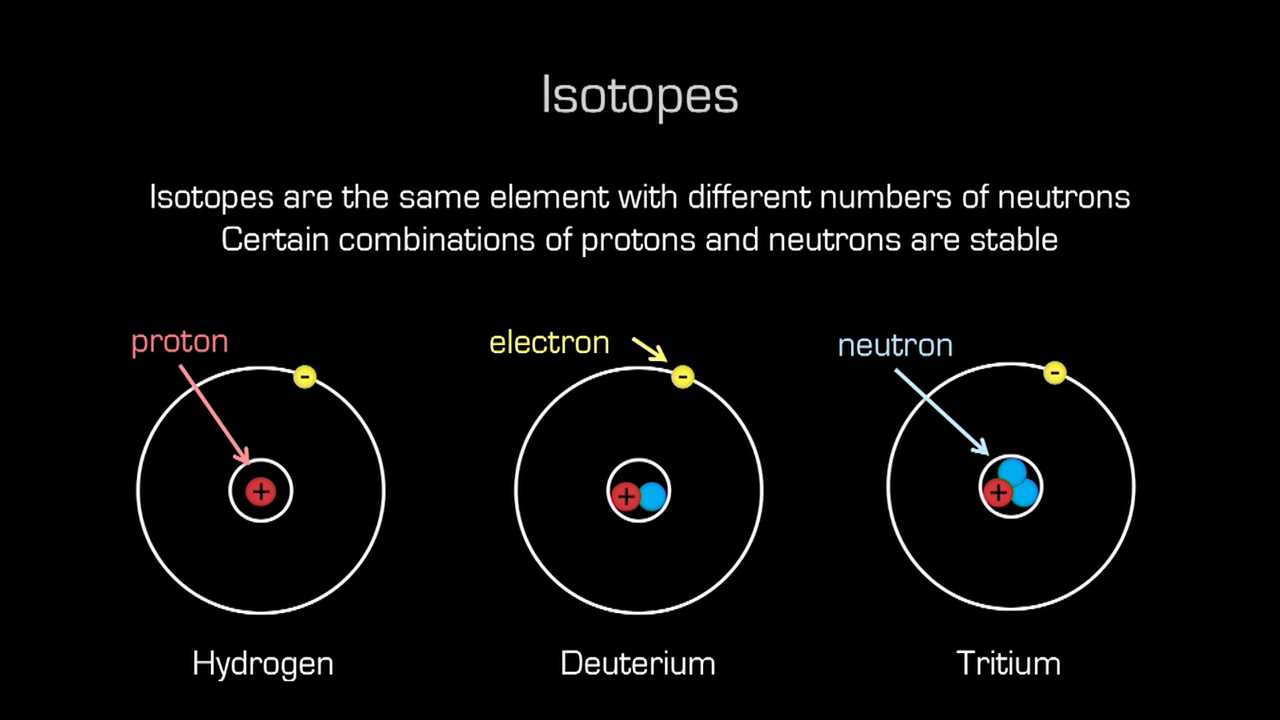 Isotopes
Isotopes are the same element with different numbers of neutrons
Certain combinations of protons and neutrons are stable
proton
electron
neutron
-
-
-
+
+
+
Hydrogen
Deuterium
Tritium